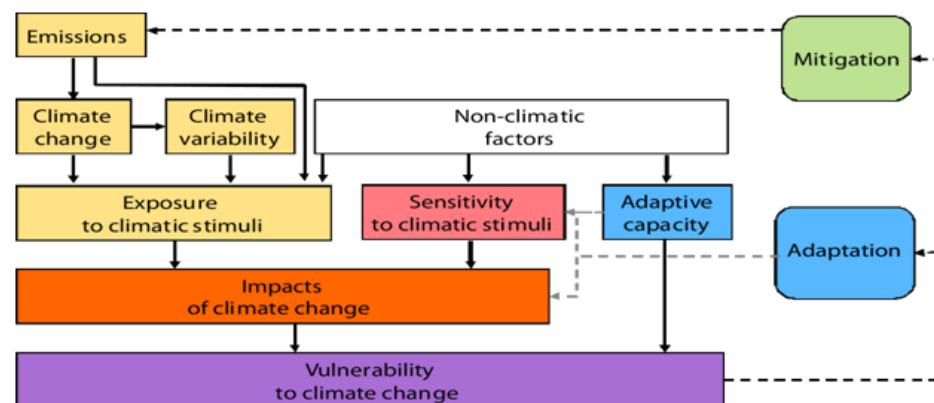 Emissions
Mitigation
Climate
change
Climate
variability
Non-climatic
factors
Exposure
to climatic stimuli
Sensitivity
to climatic stimuli
Adaptive
capacity
Adaptation
Impacts
of climate change
Vulnerability
to climate change